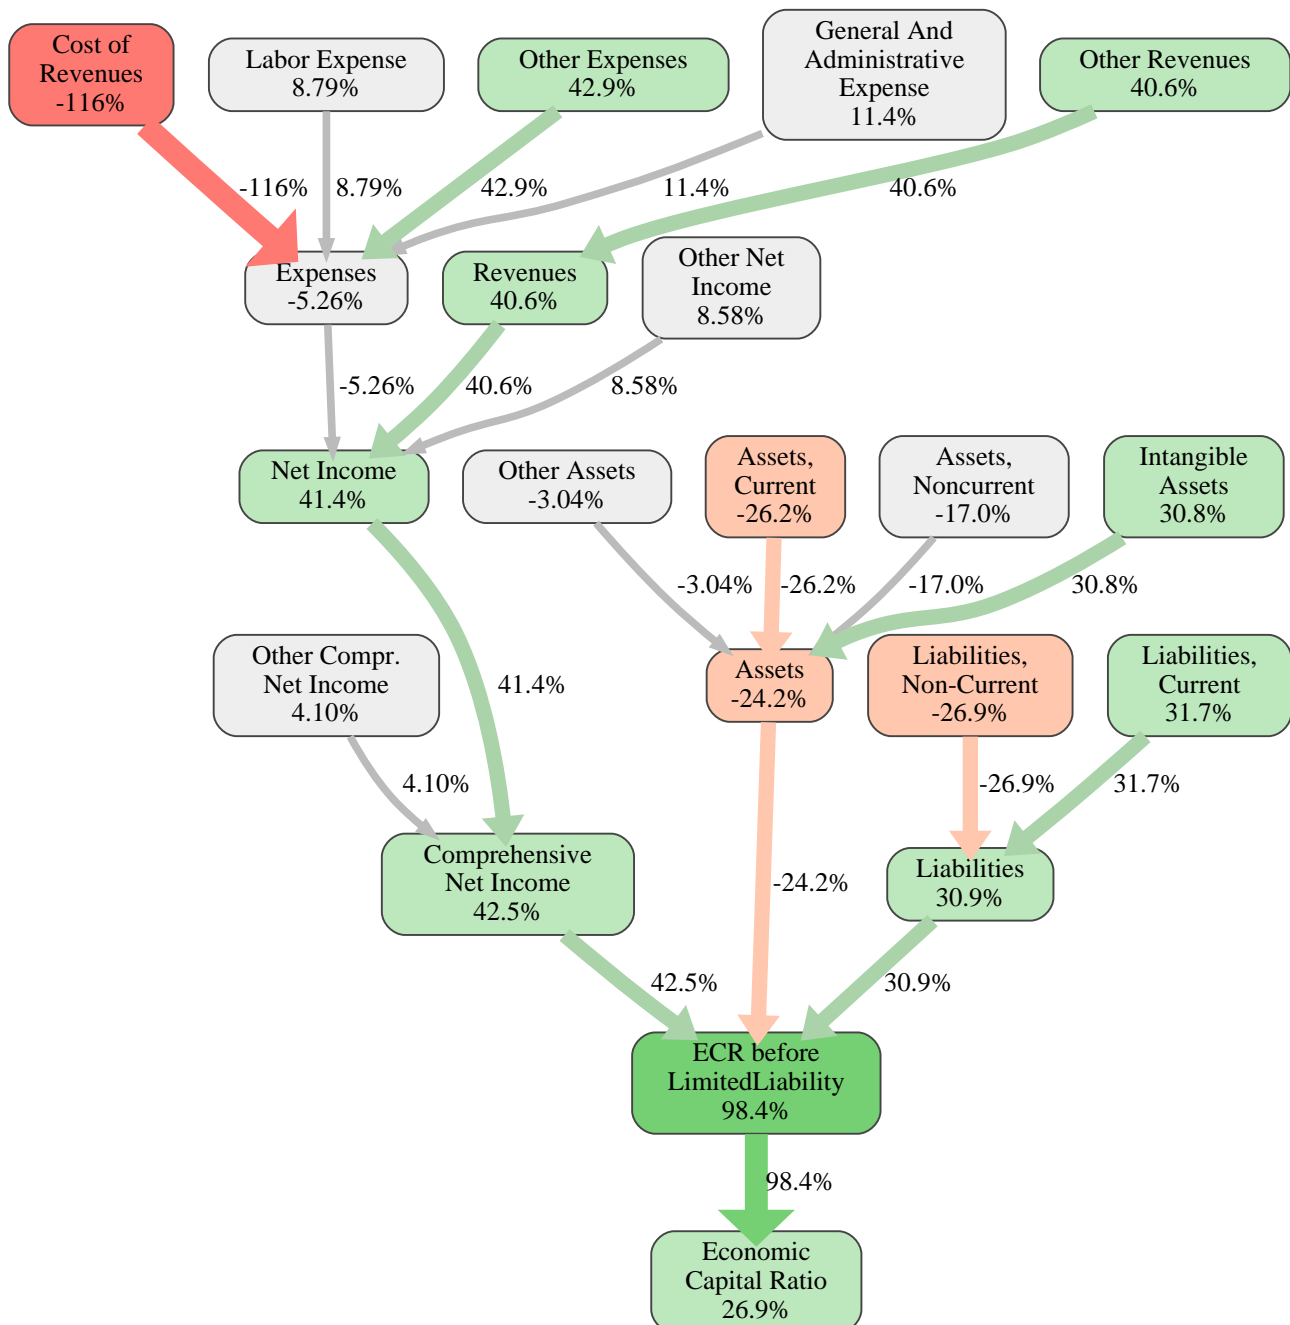 Cost of
Revenues
-116%
Labor Expense
8.79%
Other Expenses
42.9%
General And
Administrative
Expense
11.4%
Other Revenues
40.6%
-116%
8.79%
42.9%
11.4%
40.6%
Expenses
-5.26%
Revenues
40.6%
Other Net
Income
8.58%
-5.26%
40.6%
8.58%
Net Income
41.4%
Other Assets
-3.04%
Assets,
Current
-26.2%
Assets,
Noncurrent
-17.0%
Intangible
Assets
30.8%
-3.04%
-26.2%
-17.0%
30.8%
Other Compr.
Net Income
4.10%
41.4%
Assets
-24.2%
Liabilities,
Non-Current
-26.9%
Liabilities,
Current
31.7%
4.10%
-26.9%
31.7%
Comprehensive
Net Income
42.5%
-24.2%
Liabilities
30.9%
42.5%
30.9%
ECR before
LimitedLiability
98.4%
98.4%
Economic
Capital Ratio
26.9%